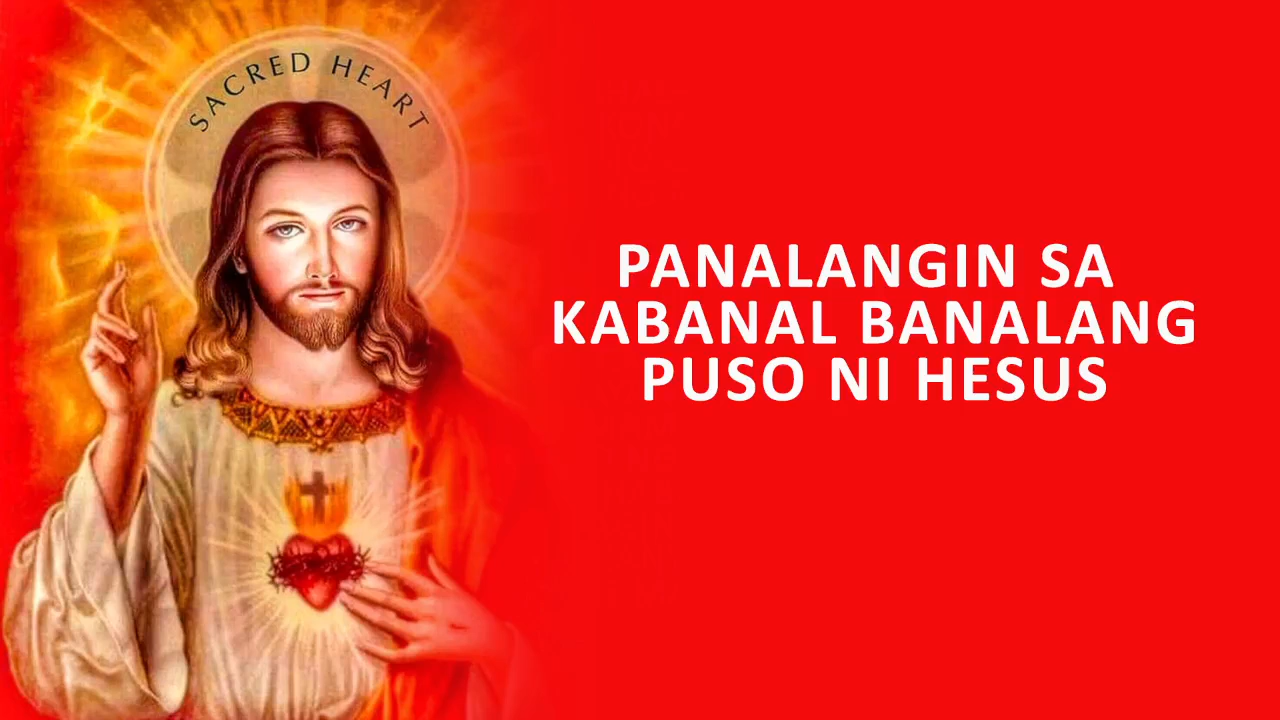 SACRED HEART
PANALANGIN SA
KABANAL BANALANG
PUSO NI HESUS